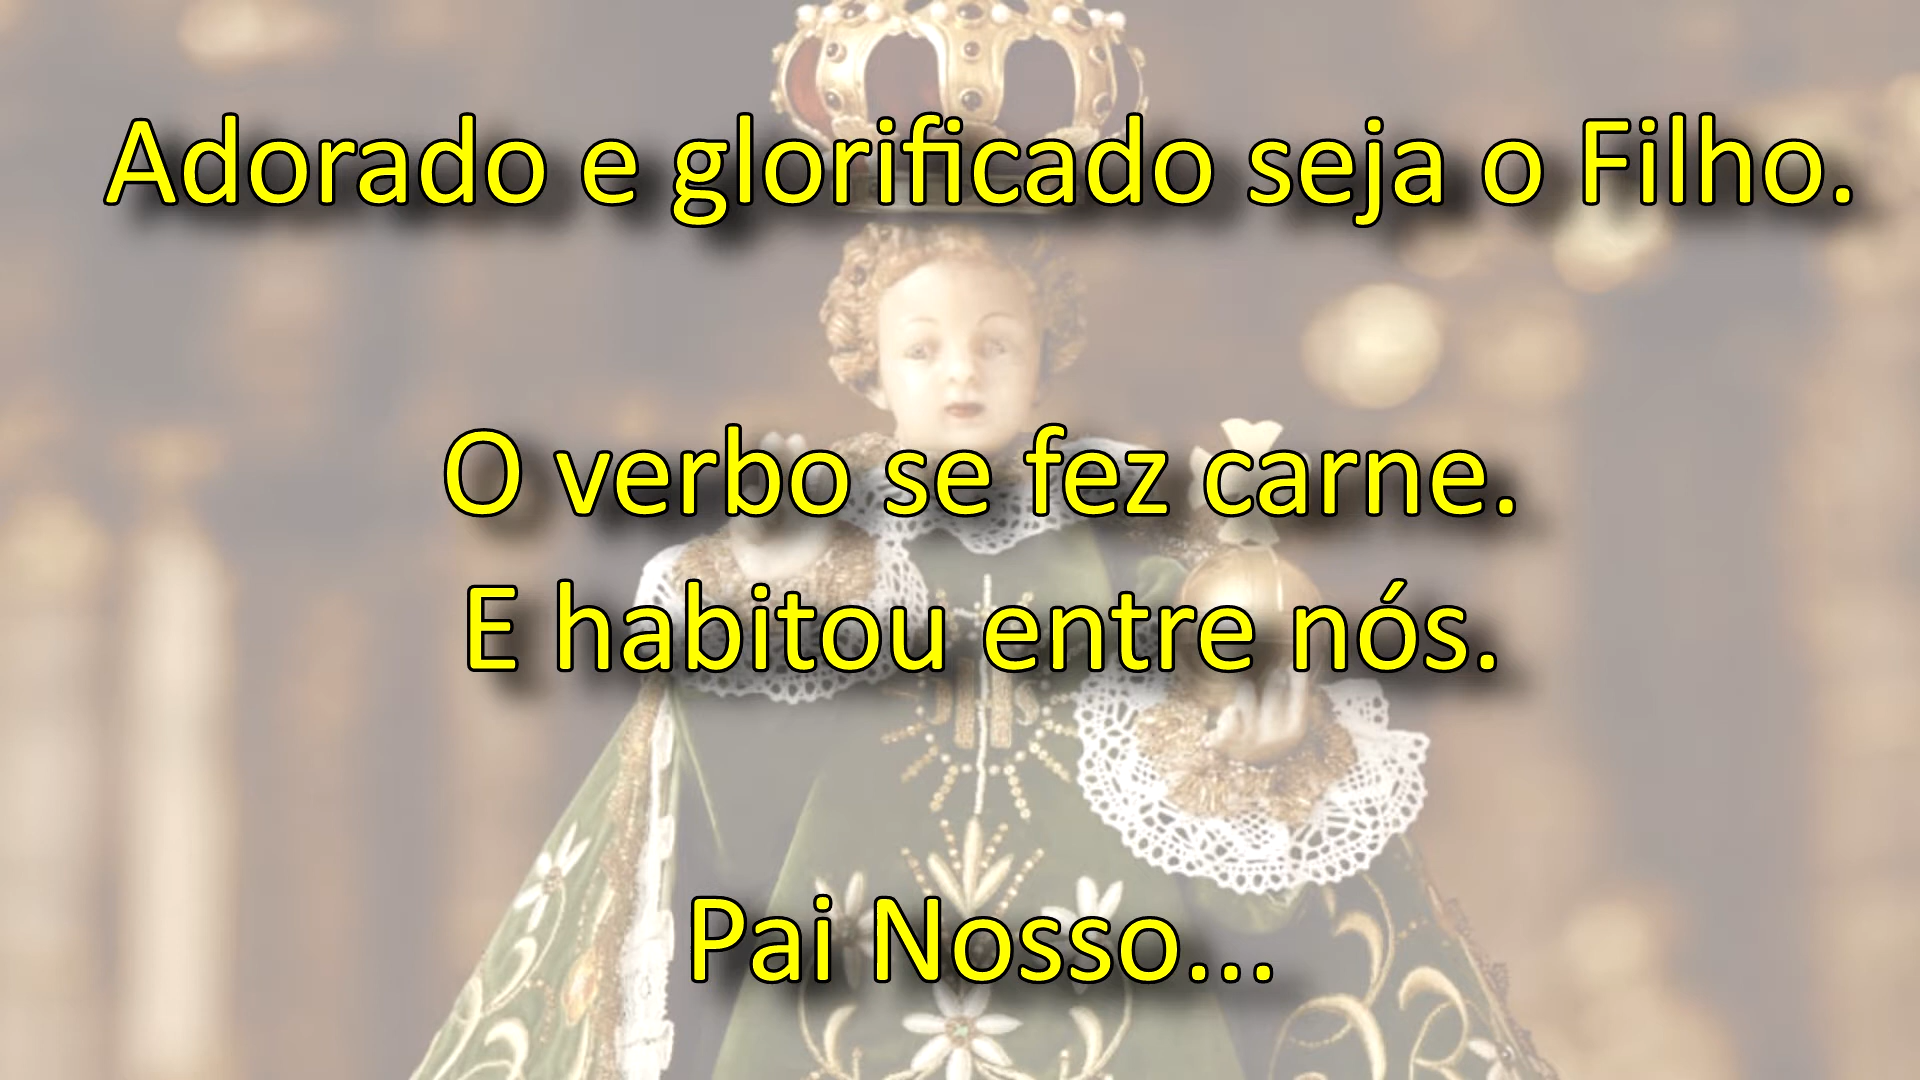 Adorado e glorificado seja o Filho.
O verbo se fez carne.
E habitou entre nós.
Pai Nosso...